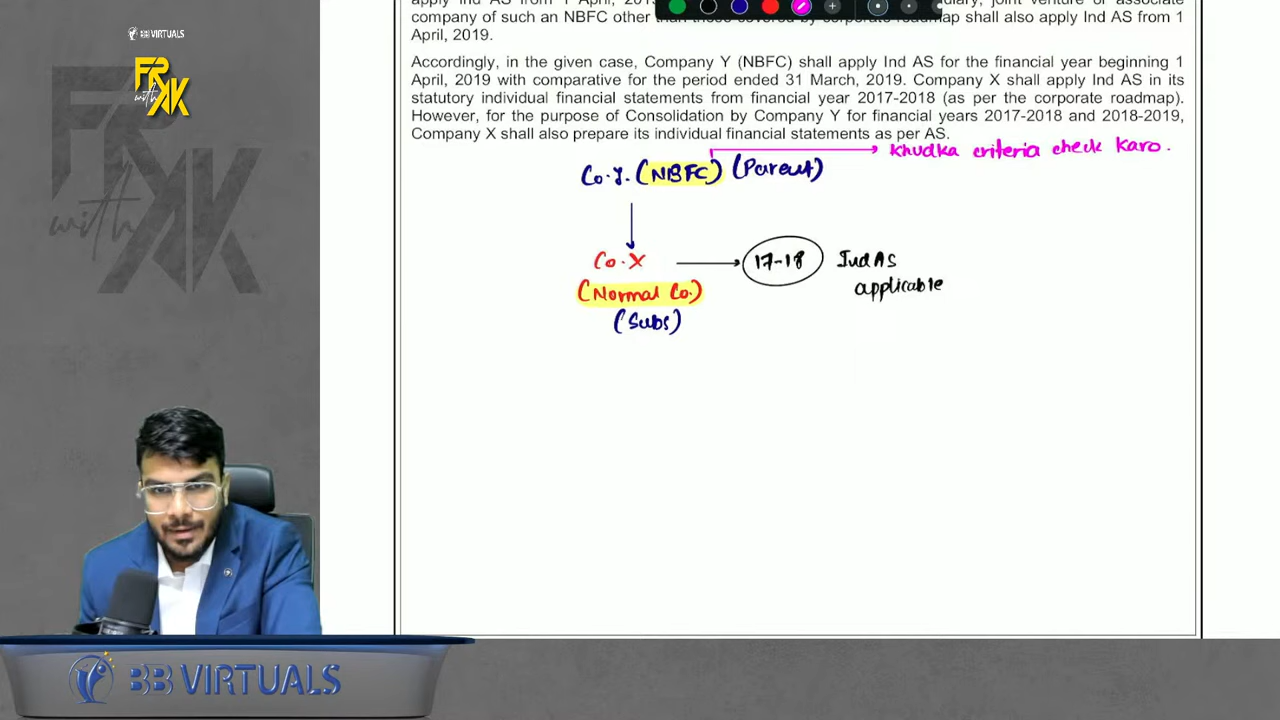 company of such an NBFC other than those covered by corporate roadmap shall also apply Ind AS from 1
April, 2019.
Accordingly, in the given case, Company Y (NBFC) shall apply Ind AS for the financial year beginning 1
April, 2019 with comparative for the period ended 31 March, 2019. Company X shall apply Ind AS in its
statutory individual financial statements from financial year 2017-2018 (as per the corporate roadmap).
However, for the purpose of Consolidation by Company Y for financial years 2017-2018 and 2018-2019,
Company X shall also prepare its individual financial statements as per AS.
Khudka criteria check karo.
Co.Y. (NBFC) (Parent)
Co.X
17-18
Ind AS
applicable
(Normal Co.)
(Subs)
BB VIRTUALS
FR
with
AK
FR
with
AK
BB VIRTUALS